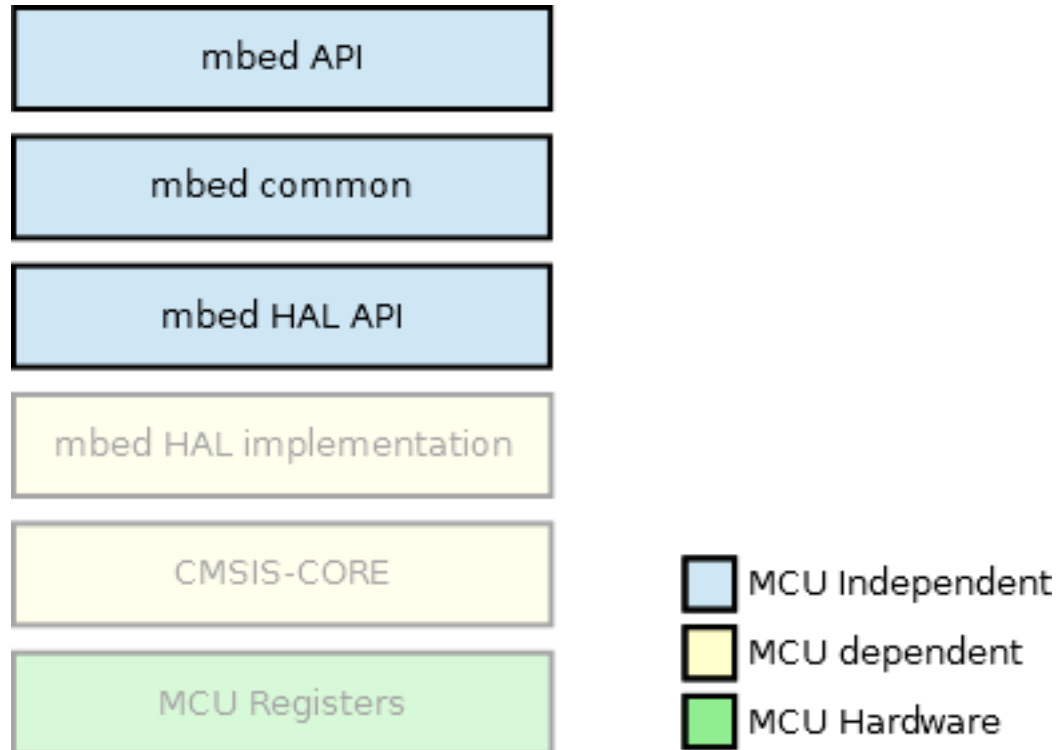 mbed API
mbed common
mbed HAL API
mbed HAL implementation
CMSIS-CORE
MCU Registers
MCU Independent
MCU dependent
MCU Hardware